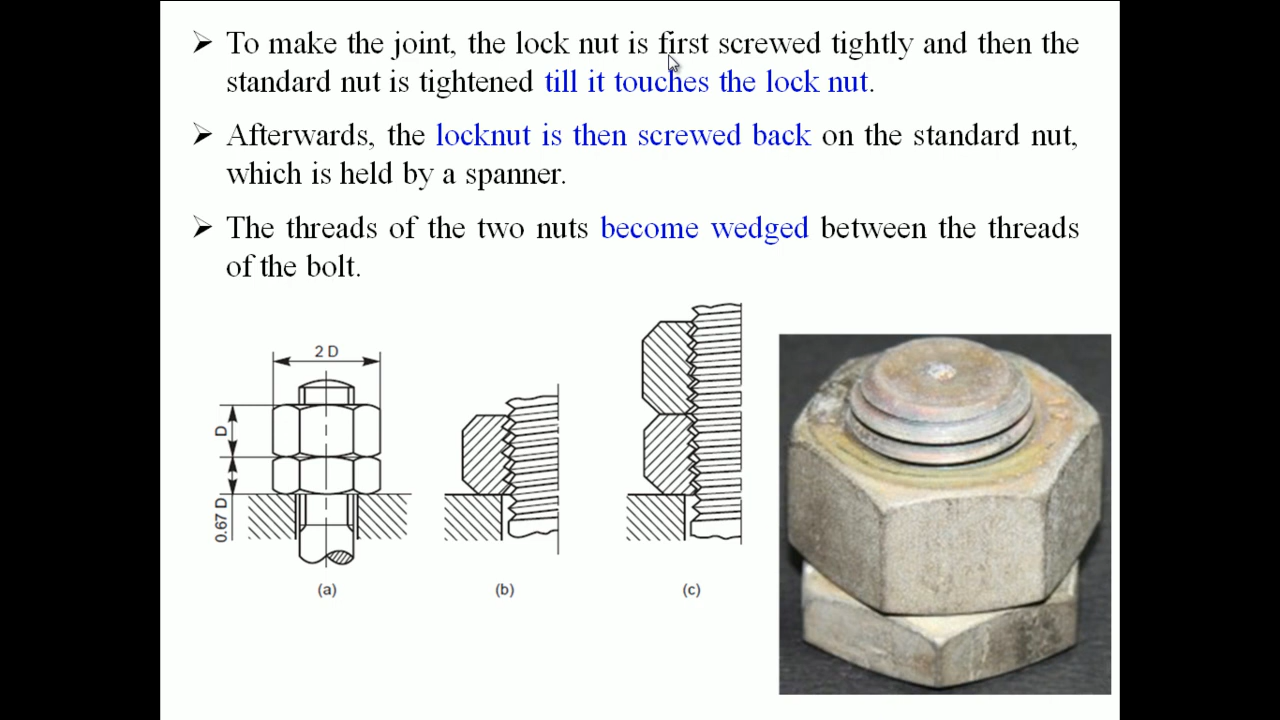 ➢ To make the joint, the lock nut is first screwed tightly and then the
standard nut is tightened till it touches the lock nut.
➢ Afterwards, the locknut is then screwed back on the standard nut,
which is held by a spanner.
➢ The threads of the two nuts become wedged between the threads
of the bolt.
2 D
D
0.67 D
(a)
(b)
(c)